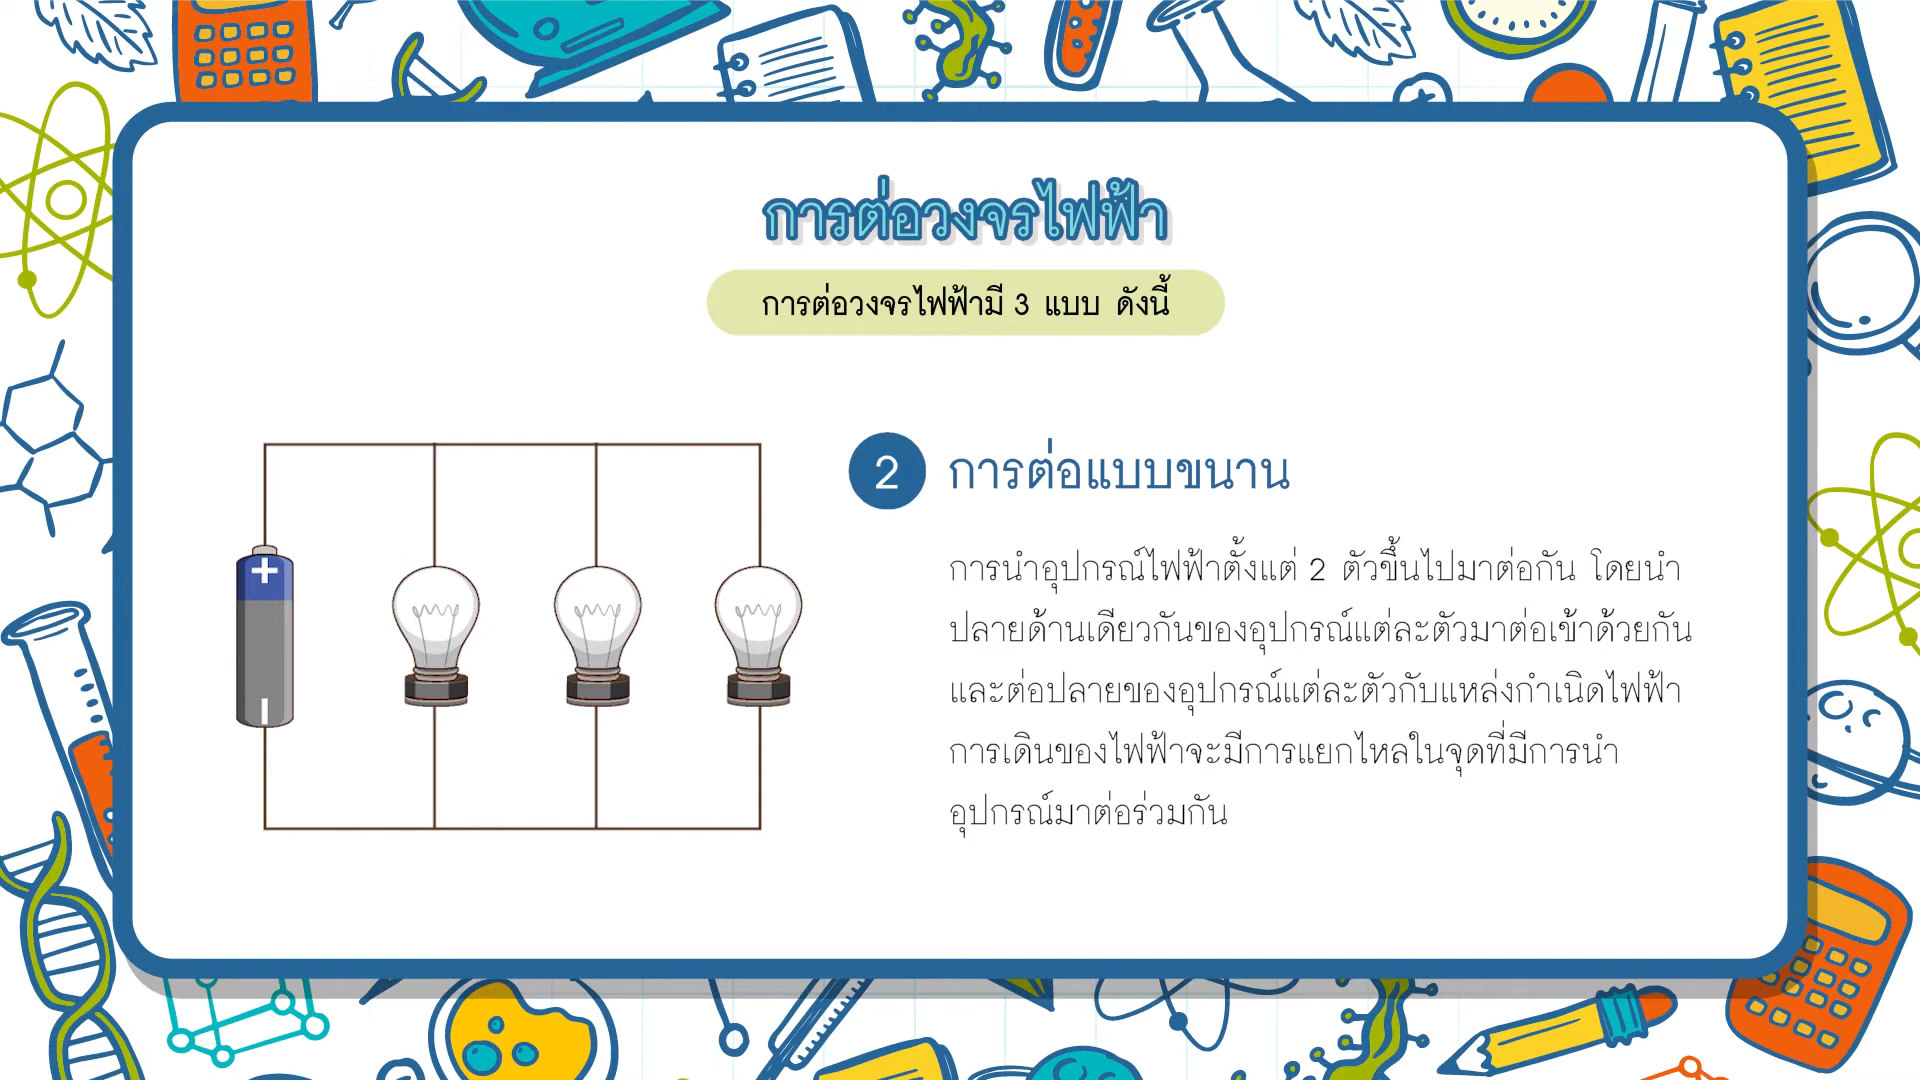 การต่อวงจรไฟฟ้า
การต่อวงจรไฟฟ้ามี 3 แบบ ดังนี้
2 การต่อแบบขนาน
การนำอุปกรณ์ไฟฟ้าตั้งแต่ 2 ตัวขึ้นไปมาต่อกัน โดยนำ
ปลายด้านเดียวกันของอุปกรณ์แต่ละตัวมาต่อเข้าด้วยกัน
และต่อปลายของอุปกรณ์แต่ละตัวกับแหล่งกำเนิดไฟฟ้า
การเดินของไฟฟ้าจะมีการแยกไหลในจุดที่มีการนำ
อุปกรณ์มาต่อร่วมกัน